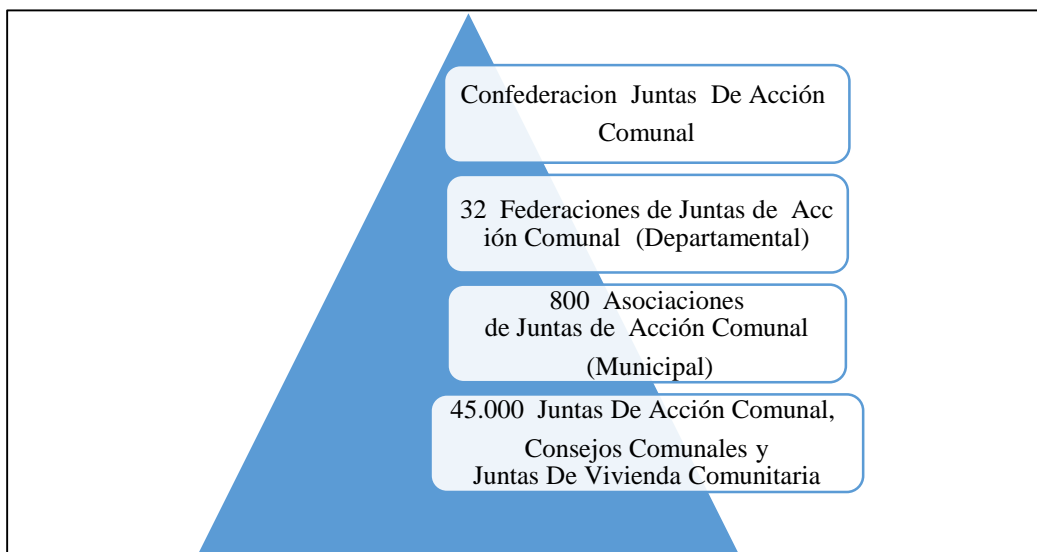 Confederacion Juntas De Acción
Comunal
32 Federaciones de Juntas de Acc
ión Comunal (Departamental)
800 Asociaciones
de Juntas de Acción Comunal
(Municipal)
45.000 Juntas De Acción Comunal,
Consejos Comunales y
Juntas De Vivienda Comunitaria